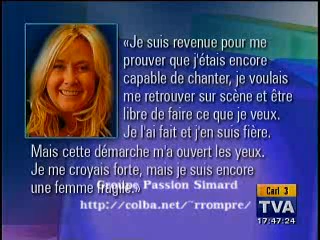 «Je suis revenue pour me
prouver que j'étais encore
capable de chanter, je voulais
me retrouver sur scène et être
libre de faire ce que je veux.
Je l'ai fait et j'en suis fière.
Mais cette démarche m'a ouvert les yeux.
Je me croyais forte, mais je suis encore
une femme fragile.»
Groupe Passion Simard
http://colba.net/~rrompre/
Carl 3
TVA
17:47:24